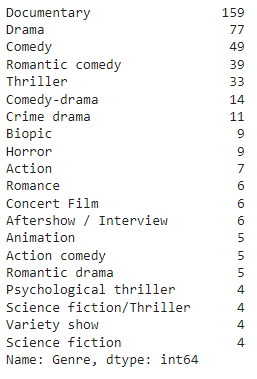 Documentary 159
Drama 77
Comedy 49
Romantic comedy 39
Thriller 33
Comedy-drama 14
Crime drama 11
Biopic 9
Horror 9
Action 7
Romance 6
Concert Film 6
Aftershow / Interview 6
Animation 5
Action comedy 5
Romantic drama 5
Psychological thriller 4
Science fiction/Thriller 4
Variety show 4
Science fiction 4
Name: Genre, dtype: int64